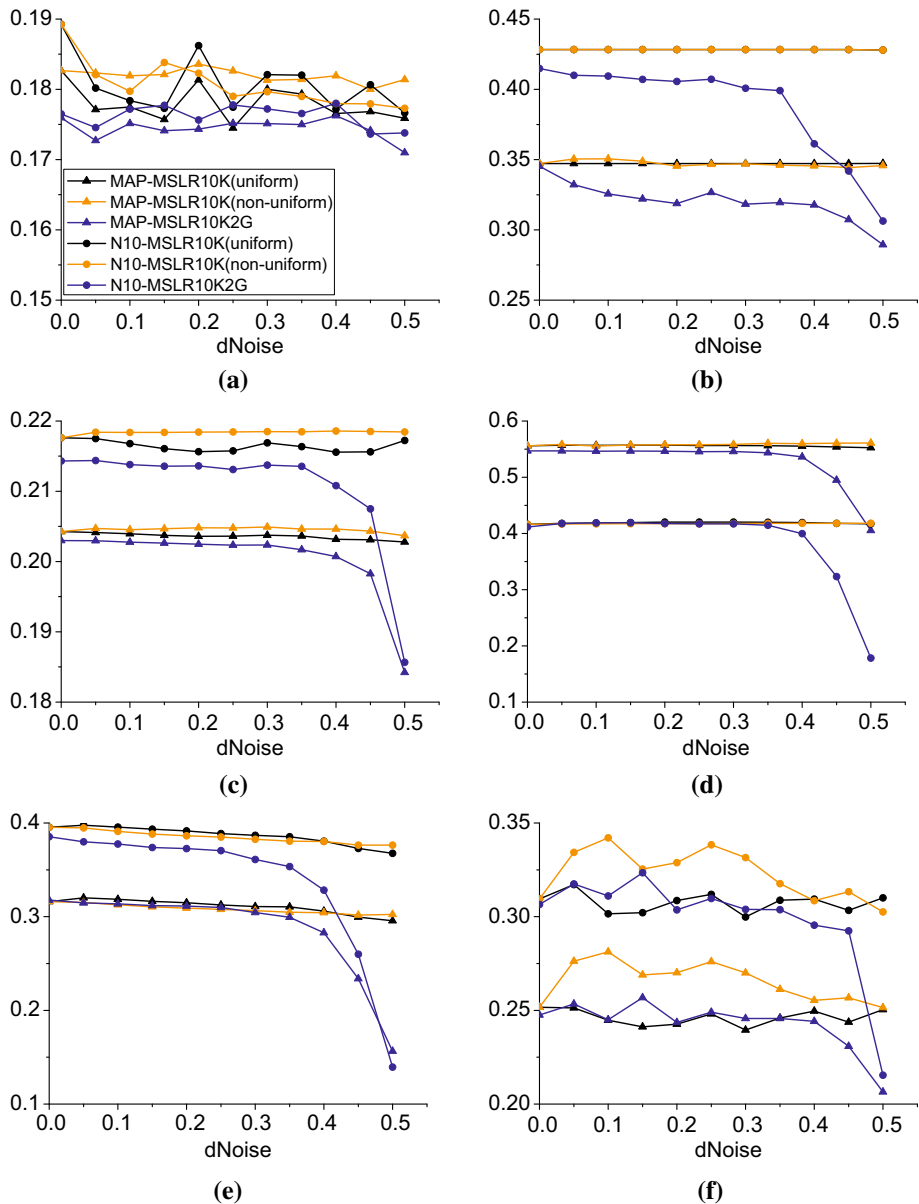 0.19
0.18
0.17
0.16
0.15
MAP-MSLR10K(uniform)
MAP-MSLR10K(non-uniform)
MAP-MSLR10K2G
N10-MSLR10K(uniform)
N10-MSLR10K(non-uniform)
N10-MSLR10K2G
0.0 0.1 0.2 0.3 0.4 0.5
dNoise
(a)
0.45
0.40
0.35
0.30
0.25
0.0 0.1 0.2 0.3 0.4 0.5
dNoise
(b)
0.22
0.21
0.20
0.19
0.18
0.0 0.1 0.2 0.3 0.4 0.5
dNoise
(c)
0.6
0.5
0.4
0.3
0.2
0.1
0.0 0.1 0.2 0.3 0.4 0.5
dNoise
(d)
0.4
0.3
0.2
0.1
0.0 0.1 0.2 0.3 0.4 0.5
dNoise
(e)
0.35
0.30
0.25
0.20
0.0 0.1 0.2 0.3 0.4 0.5
dNoise
(f)